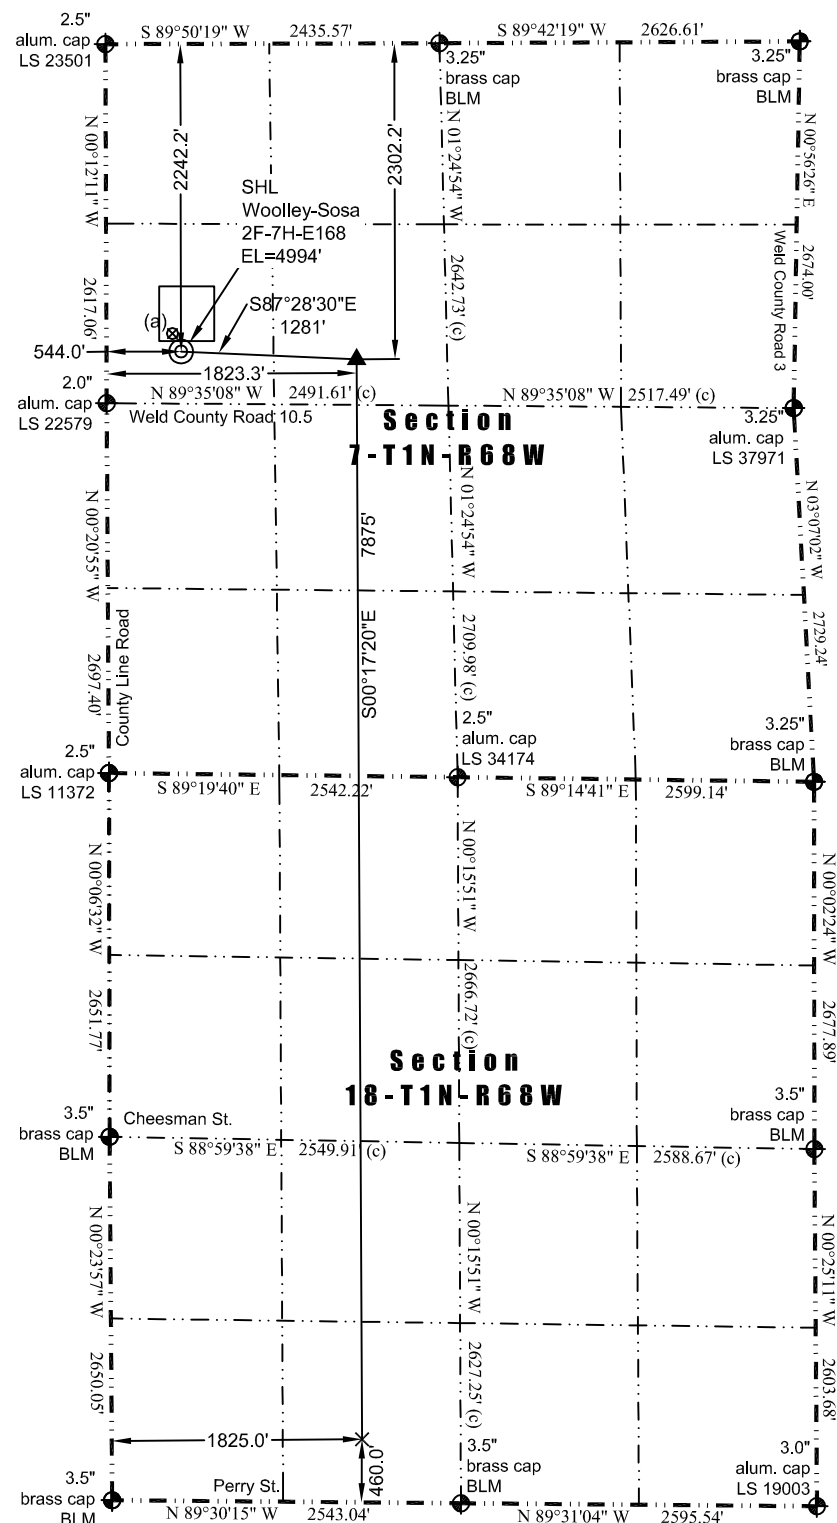 2.5"
alum. cap
LS 23501
S 89°50'19" W 2435.57'
S 89°42'19" W 2626.61'
3.25"
brass cap
BLM
3.25"
brass cap
BLM
N 00°12'11" W
2617.06'
2242.2'
2302.2'
N 01°24'54" W
2642.73' (c)
N 00°56'26" E
2674.00'
Weld County Road 3
SHL
Woolley-Sosa
2F-7H-E168
EL=4994'
(a)
S87°28'30"E
1281'
544.0'
1823.3'
2.0"
alum. cap
LS 22579
N 89°35'08" W 2491.61' (c)
N 89°35'08" W 2517.49' (c)
Weld County Road 10.5
3.25"
alum. cap
LS 37971
Section
7-T1N-R68W
N 00°20'55" W
2697.40'
County Line Road
7875'
S00°17'20"E
N 01°24'54" W
2709.98' (c)
N 03°07'02" W
2729.24'
2.5"
alum. cap
LS 11372
2.5"
alum. cap
LS 34174
3.25"
brass cap
BLM
S 89°19'40" E 2542.22'
S 89°14'41" E 2599.14'
N 00°06'32" W
2651.77'
N 00°15'51" W
2666.72' (c)
N 00°02'24" W
2677.89'
Section
18-T1N-R68W
3.5"
brass cap
BLM
Cheesman St.
3.5"
brass cap
BLM
S 88°59'38" E 2549.91' (c)
S 88°59'38" E 2588.67' (c)
N 00°23'57" W
2650.05'
N 00°15'51" W
2627.25' (c)
N 00°25'11" W
2603.68'
1825.0'
460.0'
3.5"
brass cap
BLM
Perry St.
3.5"
brass cap
BLM
3.0"
alum. cap
LS 19003
N 89°30'15" W 2543.04'
N 89°31'04" W 2595.54'